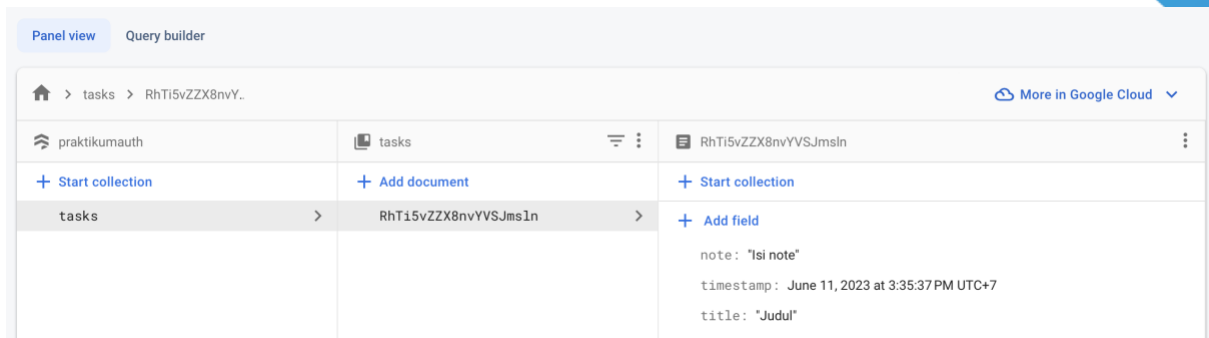 Panel view Query builder
tasks RhTi5vZZX8nvY.. More in Google Cloud
praktikumauth tasks RhTi5vZZX8nvYVSJmsln
Start collection Add document Start collection
tasks RhTi5vZZX8nvYVSJmsln Add field
note: "Isi note"
timestamp: June 11, 2023 at 3:35:37 PM UTC+7
title: "Judul"